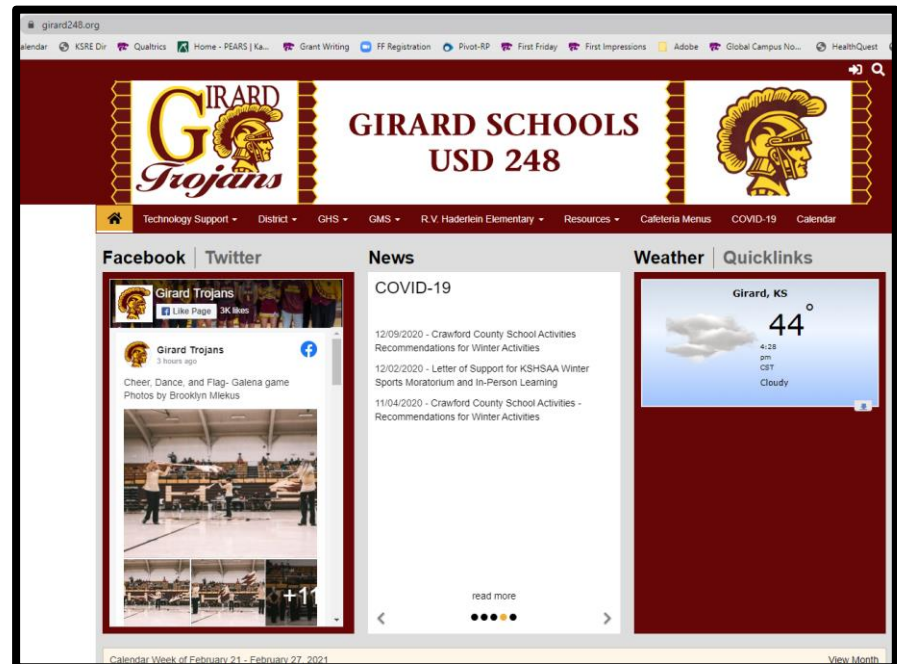 girard248.org
alendar KSRE Dir Qualtrics Home - PEARS | Ka... Grant Writing FF Registration Pivot-RP First Friday First Impressions Adobe Global Campus No... HealthQuest
GIRARD
Trojans
GIRARD SCHOOLS
USD 248
Technology Support District GHS GMS R.V. Haderlein Elementary Resources Cafeteria Menus COVID-19 Calendar
Facebook | Twitter
Girard Trojans
Like Page 3K likes
Girard Trojans
3 hours ago
Cheer, Dance, and Flag- Galena game
Photos by Brooklyn Mlekus
+11
News
COVID-19
12/09/2020 - Crawford County School Activities
Recommendations for Winter Activities
12/02/2020 - Letter of Support for KSHSAA Winter
Sports Moratorium and In-Person Learning
11/04/2020 - Crawford County School Activities -
Recommendations for Winter Activities
read more
Weather | Quicklinks
Girard, KS
44°
4:28
pm
CST
Cloudy
Calendar Week of February 21 - February 27, 2021
View Month